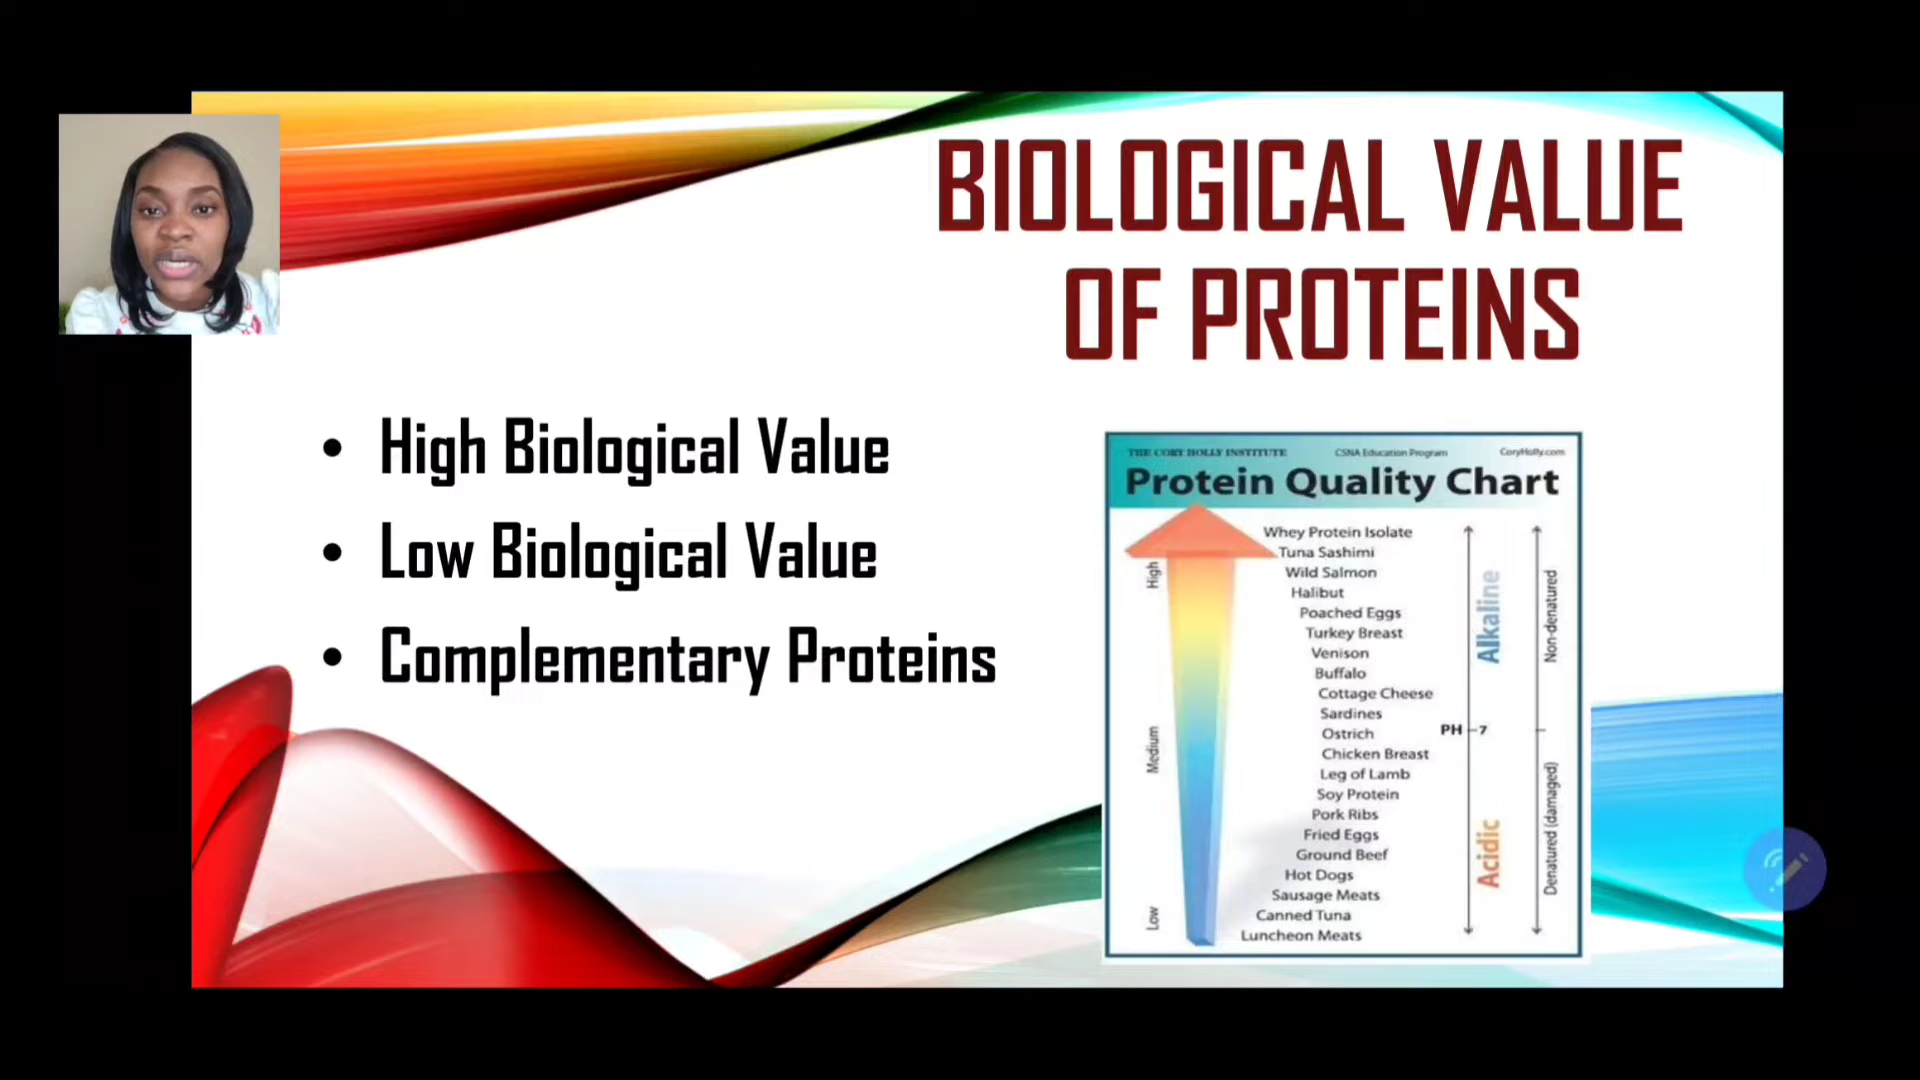 BIOLOGICAL VALUE
OF PROTEINS
• High Biological Value
• Low Biological Value
• Complementary Proteins
THE CORY HOLLY INSTITUTE CSNA Education Program CoryHolly.com
Protein Quality Chart
High
Medium
Low
Whey Protein Isolate
Tuna Sashimi
Wild Salmon
Halibut
Poached Eggs
Turkey Breast
Venison
Buffalo
Cottage Cheese
Sardines
Ostrich
Chicken Breast
Leg of Lamb
Soy Protein
Pork Ribs
Fried Eggs
Ground Beef
Hot Dogs
Sausage Meats
Canned Tuna
Luncheon Meats
Alkaline
PH 7
Acidic
Non-denatured
Denatured (damaged)